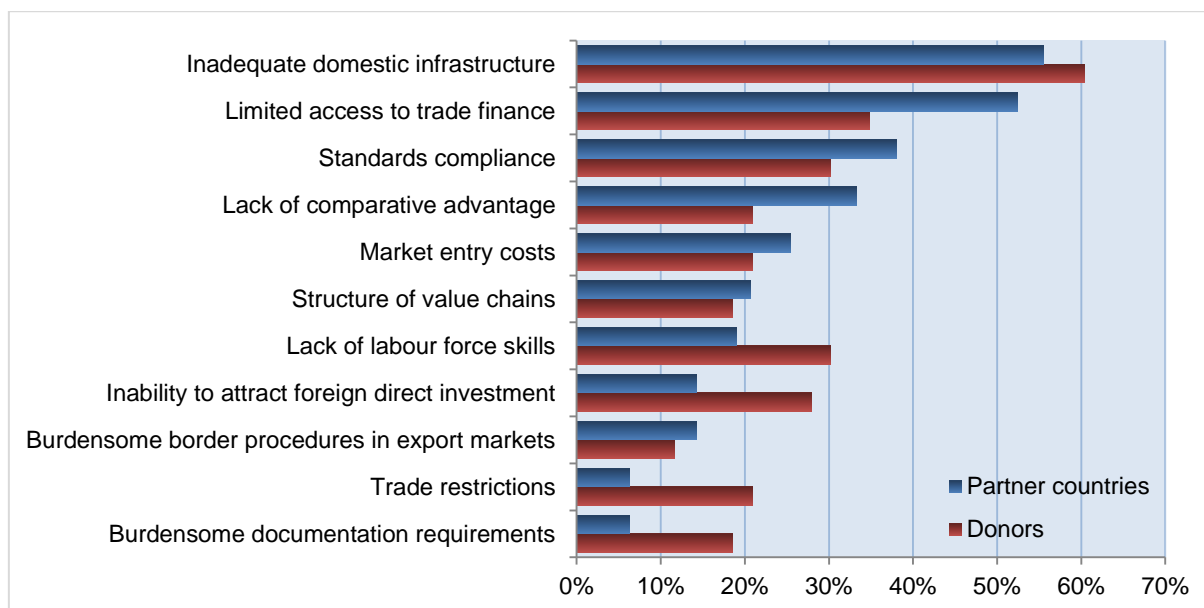 Inadequate domestic infrastructure
Limited access to trade finance
Standards compliance
Lack of comparative advantage
Market entry costs
Structure of value chains
Lack of labour force skills
Inability to attract foreign direct investment
Burdensome border procedures in export markets
Trade restrictions
Burdensome documentation requirements
Partner countries
Donors
0% 10% 20% 30% 40% 50% 60% 70%